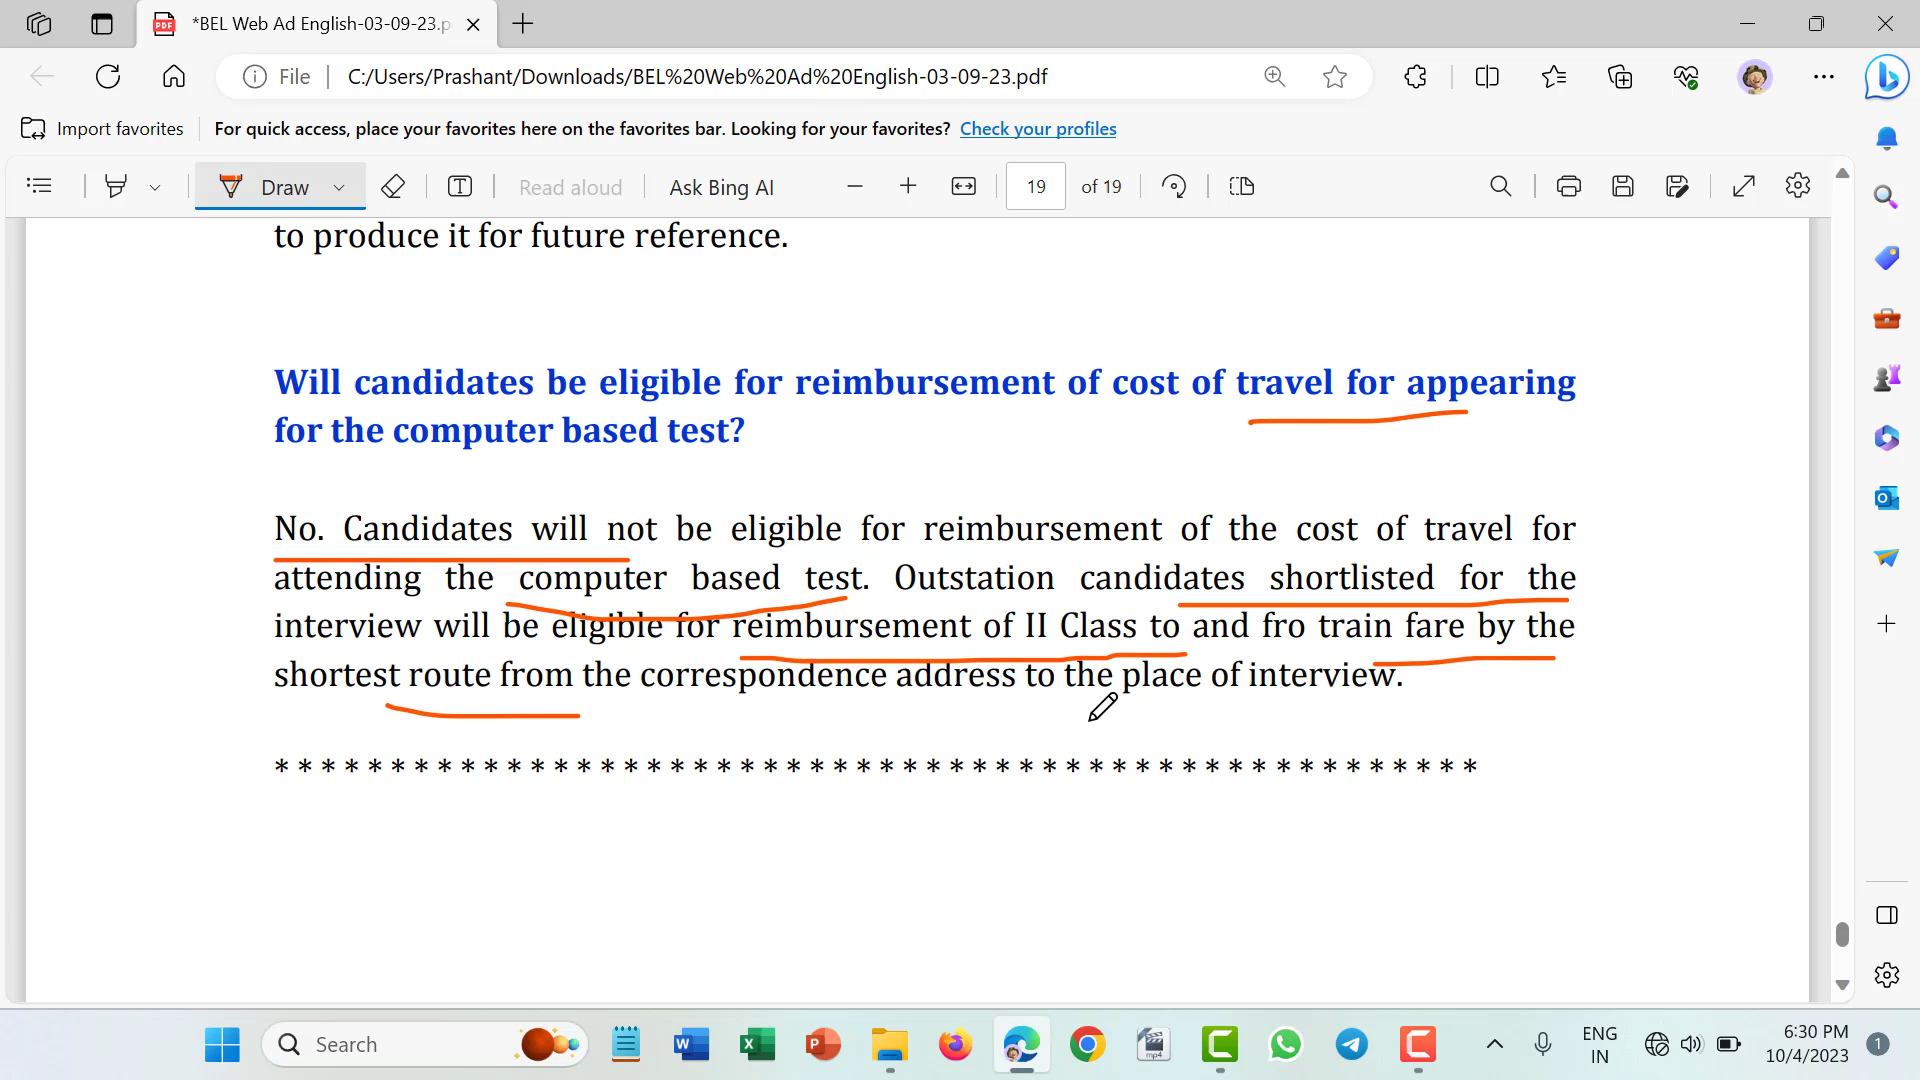 *BEL Web Ad English-03-09-23.p
File
C:/Users/Prashant/Downloads/BEL%20Web%20Ad%20English-03-09-23.pdf
Import favorites
For quick access, place your favorites here on the favorites bar. Looking for your favorites? Check your profiles
Draw
Read aloud
Ask Bing AI
19 of 19
to produce it for future reference.
Will candidates be eligible for reimbursement of cost of travel for appearing
for the computer based test?
No. Candidates will not be eligible for reimbursement of the cost of travel for
attending the computer based test. Outstation candidates shortlisted for the
interview will be eligible for reimbursement of II Class to and fro train fare by the
shortest route from the correspondence address to the place of interview.
* * * * * * * * * * * * * * * * * * * * * * * * * * * * * * * * * * * * * * * * * * * * * * * * * * * *
Search
ENG
IN
6:30 PM
10/4/2023
1